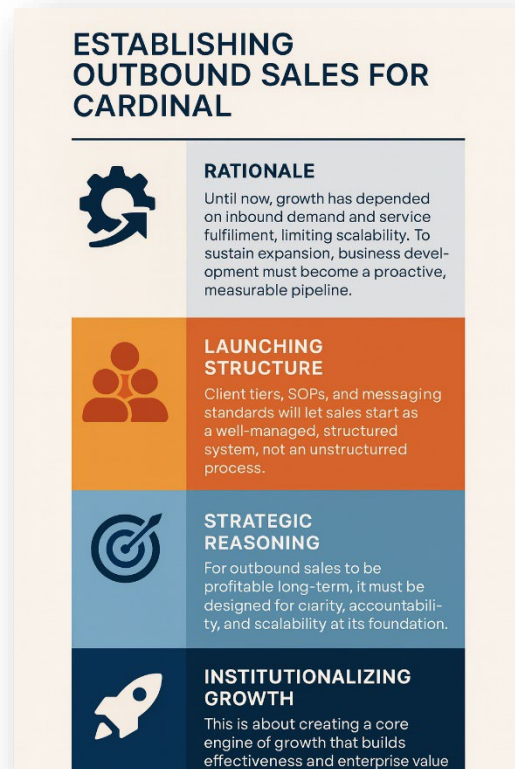 ESTABLISHING
OUTBOUND SALES FOR
CARDINAL
RATIONALE
Until now, growth has depended
on inbound demand and service
fulfiliment, limiting scalability. To
sustain expansion, business devel-
opment must become a proactive,
measurable pipeline.
LAUNCHING
STRUCTURE
Client tiers, SOPs, and messaging
standards will let sales start as
a well-managed, structured
system, not an unstructurred
process.
STRATEGIC
REASONING
For outbound sales to be
profitable long-term, it must be
designed for cıarity, accountabili-
ty, and scalability at its foundation.
INSTITUTIONALIZING
GROWTH
This is about creating a core
engine of growth that builds
effectiveness and enterprise value